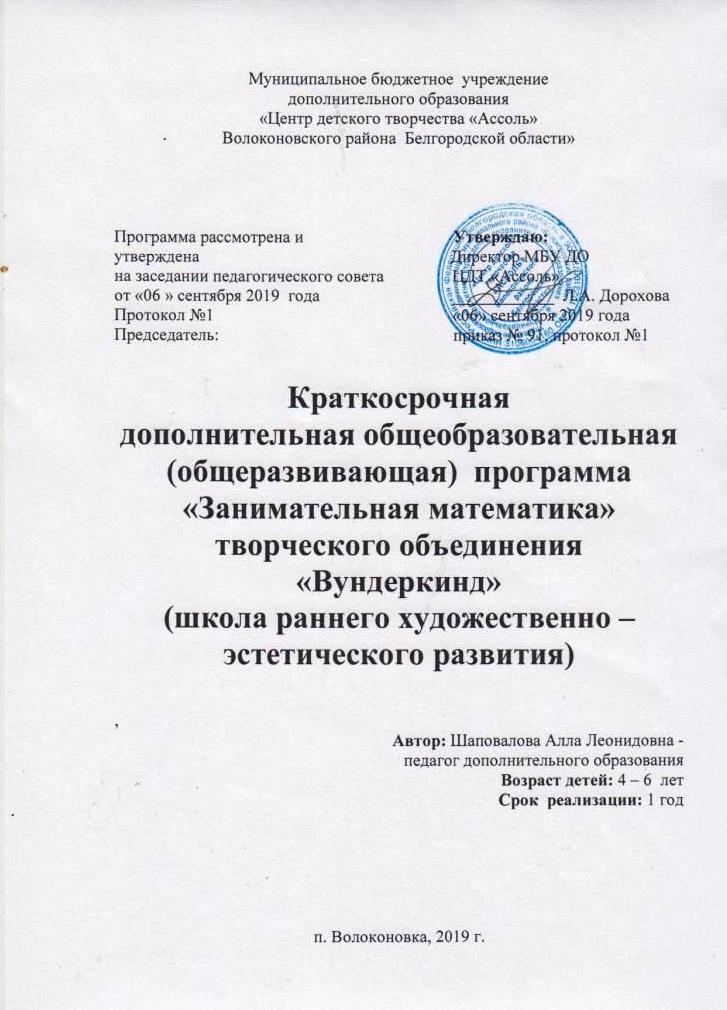 Муниципальное бюджетное учреждение
дополнительного образования
«Центр детского творчества «Ассоль»
Волоконовского района Белгородской области»
Программа рассмотрена и
утверждена
на заседании педагогического совета
от «06 » сентября 2019 года
Протокол №1
Председатель:
Утверждаю:
Директор МБУ ДО
ЦДТ «Ассоль»
Л.А. Дорохова
«06» сентября 2019 года
приказ № 91, протокол №1
Краткосрочная
дополнительная общеобразовательная
(общеразвивающая) программа
«Занимательная математика»
творческого объединения
«Вундеркинд»
(школа раннего художественно –
эстетического развития)
Автор: Шаповалова Алла Леонидовна -
педагог дополнительного образования
Возраст детей: 4 – 6 лет
Срок реализации: 1 год
п. Волоконовка, 2019 г.